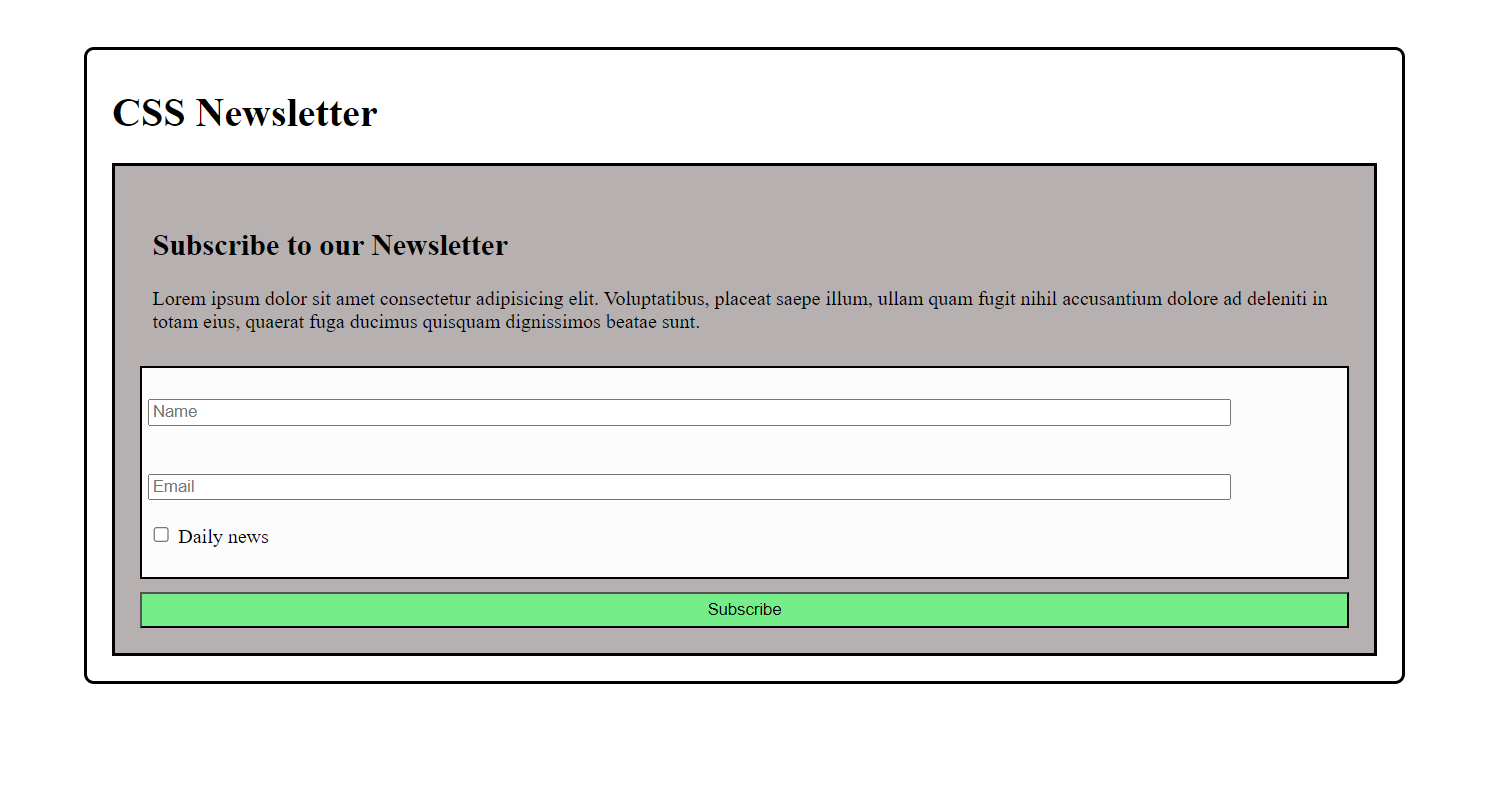 CSS Newsletter
Subscribe to our Newsletter
Lorem ipsum dolor sit amet consectetur adipisicing elit. Voluptatibus, placeat saepe illum, ullam quam fugit nihil accusantium dolore ad deleniti in
totam eius, quaerat fuga ducimus quisquam dignissimos beatae sunt.
Name
Email
Daily news
Subscribe